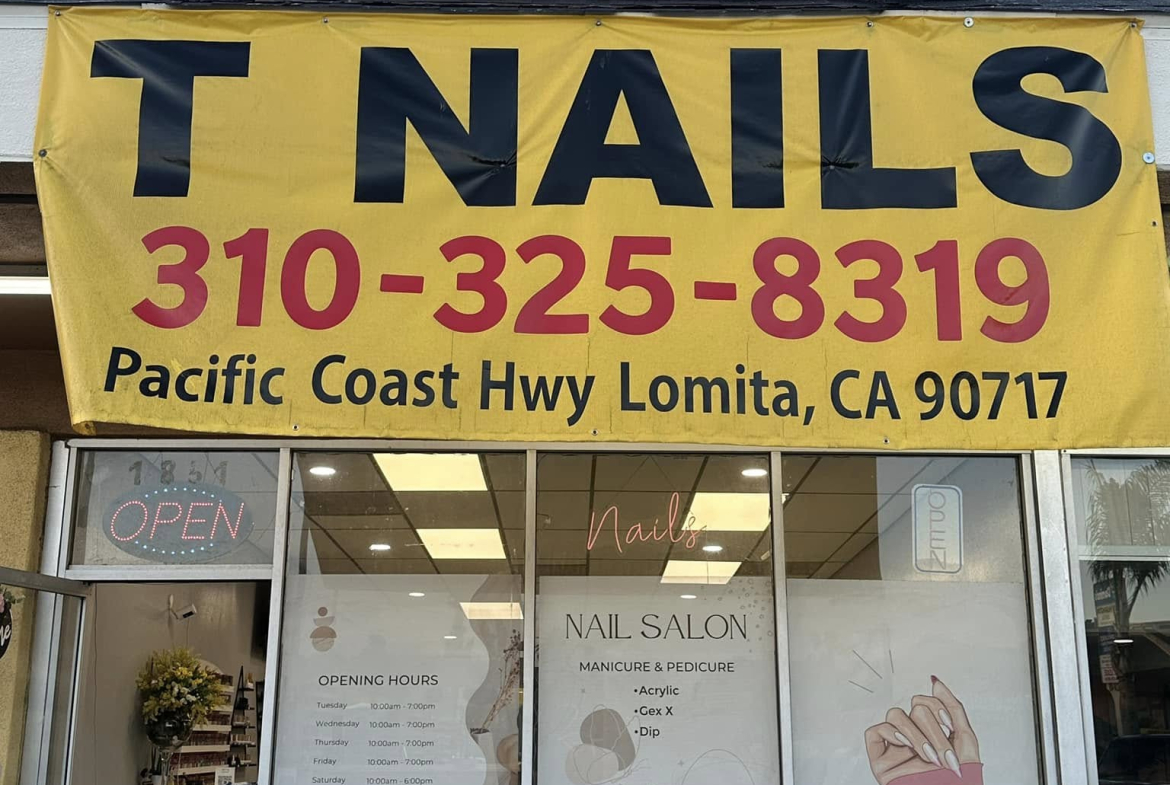 T NAILS
310-325-8319
Pacific Coast Hwy Lomita, CA 90717
1851
OPEN
Nails
OPEN
NAIL SALON
MANICURE & PEDICURE
•Acrylic
•Gex X
•Dip
OPENING HOURS
Tuesday 10:00am - 7:00pm
Wednesday 10:00am - 7:00pm
Thursday 10:00am - 7:00pm
Friday 10:00am - 7:00pm
Saturday 10:00am - 6:00pm